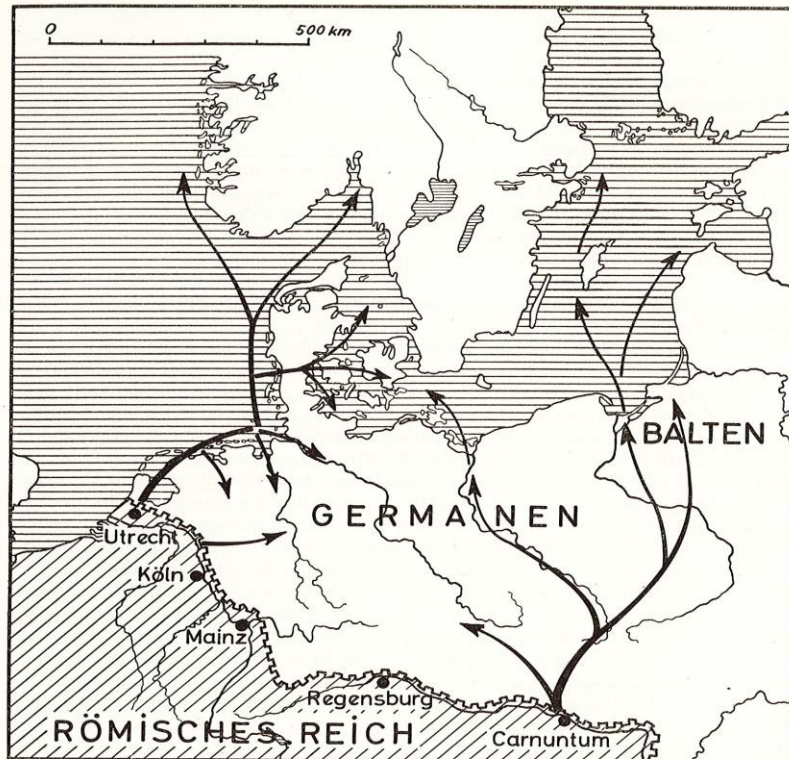 0 500 km
BALTEN
GERMANEN
Utrecht
Köln
Mainz
Regensburg
RÖMISCHES REICH
Carnuntum